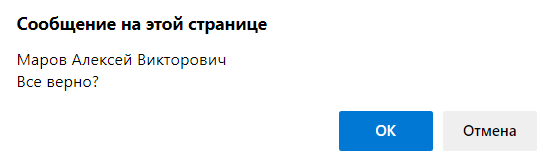 Сообщение на этой странице
Маров Алексей Викторович
Все верно?
ОК
Отмена